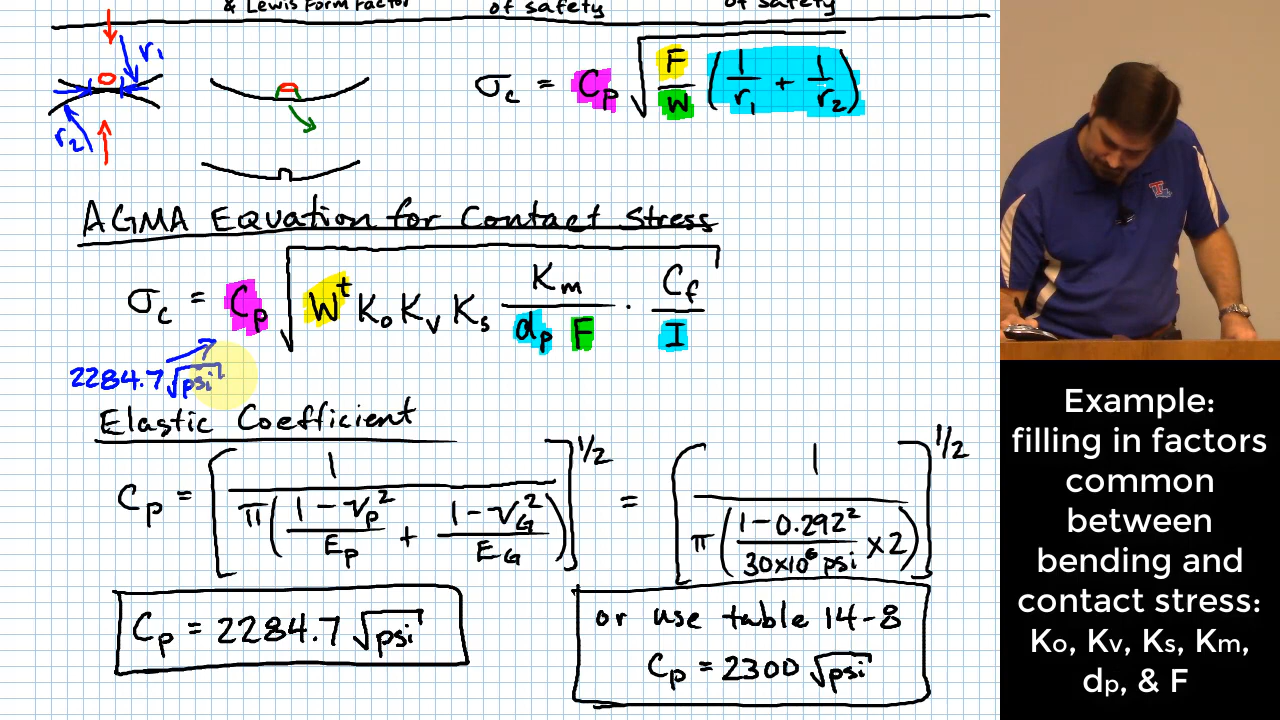 & Lewis Form Factor of safety of safety
r₁
r₂
σc = Cp √ F/W (1/r₁ + 1/r₂)
AGMA Equation for Contact Stress
σc = Cp √ Wᵗ Ko Kv Ks Km/(dp F) · Cf/I
2284.7 √psi
Elastic Coefficient
Cp = [1 / π((1-νp²)/Ep + (1-νG²)/EG)]^1/2 = [1 / π((1-0.292²)/(30×10⁶ psi) ×2)]^1/2
Cp = 2284.7 √psi
or use table 14-8
Cp = 2300 √psi
Example:
filling in factors
common
between
bending and
contact stress:
Ko, Kv, Ks, Km,
dp, & F